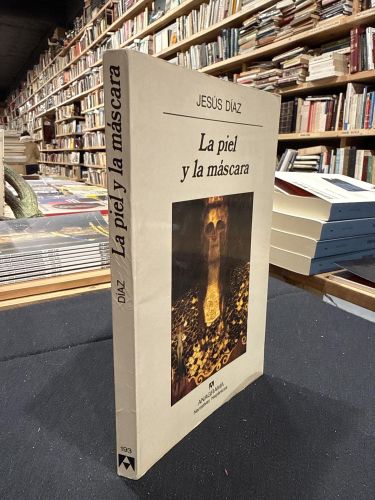 JESÚS DÍAZ
La piel
y la máscara
ANAGRAMA
Narrativas hispánicas
DÍAZ
La piel y la máscara
193